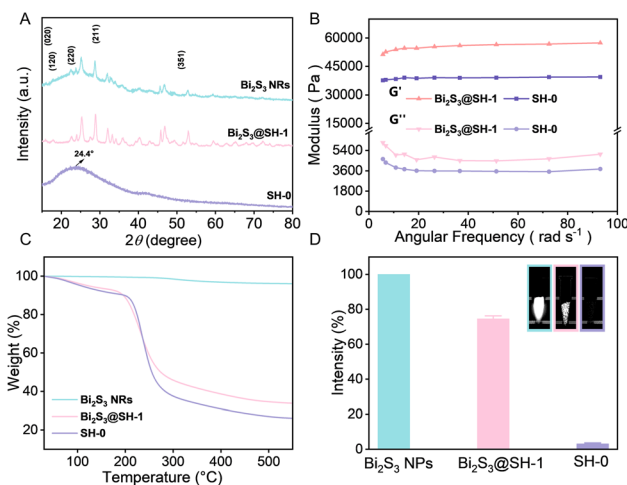 A
(020)
(120)
(220)
(211)
(351)
Bi₂S₃ NRs
Bi₂S₃@SH-1
24.4°
SH-0
Intensity (a.u.)
20 30 40 50 60 70 80
2θ (degree)
B
Modulus ( Pa)
75000
60000
45000
30000
5400
3600
1800
G'
Bi₂S₃@SH-1 SH-0
G''
Bi₂S₃@SH-1 SH-0
0 20 40 60 80 100
Angular Frequency ( rad s⁻¹)
C
Weight (%)
100
80
60
40
20
Bi₂S₃ NRs
Bi₂S₃@SH-1
SH-0
100 200 300 400 500
Temperature (°C)
D
Intensity (%)
100
80
60
40
20
0
Bi₂S₃ NPs Bi₂S₃@SH-1 SH-0